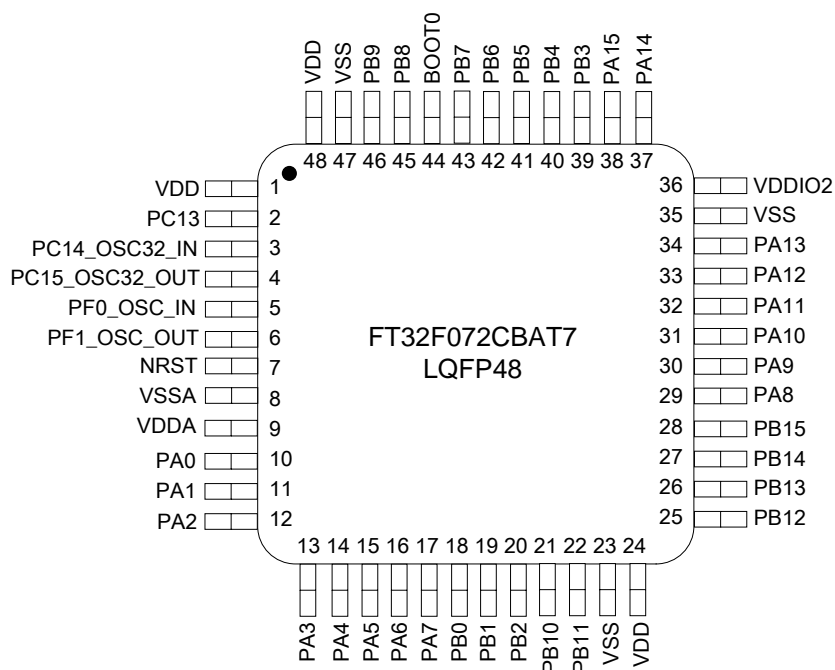 VDD
VSS
PB9
PB8
BOOT0
PB7
PB6
PB5
PB4
PB3
PA15
PA14
48 47 46 45 44 43 42 41 40 39 38 37
VDD 1
PC13 2
PC14_OSC32_IN 3
PC15_OSC32_OUT 4
PF0_OSC_IN 5
PF1_OSC_OUT 6
NRST 7
VSSA 8
VDDA 9
PA0 10
PA1 11
PA2 12
FT32F072CBAT7
LQFP48
36 VDDIO2
35 VSS
34 PA13
33 PA12
32 PA11
31 PA10
30 PA9
29 PA8
28 PB15
27 PB14
26 PB13
25 PB12
13 14 15 16 17 18 19 20 21 22 23 24
PA3
PA4
PA5
PA6
PA7
PB0
PB1
PB2
PB10
PB11
VSS
VDD